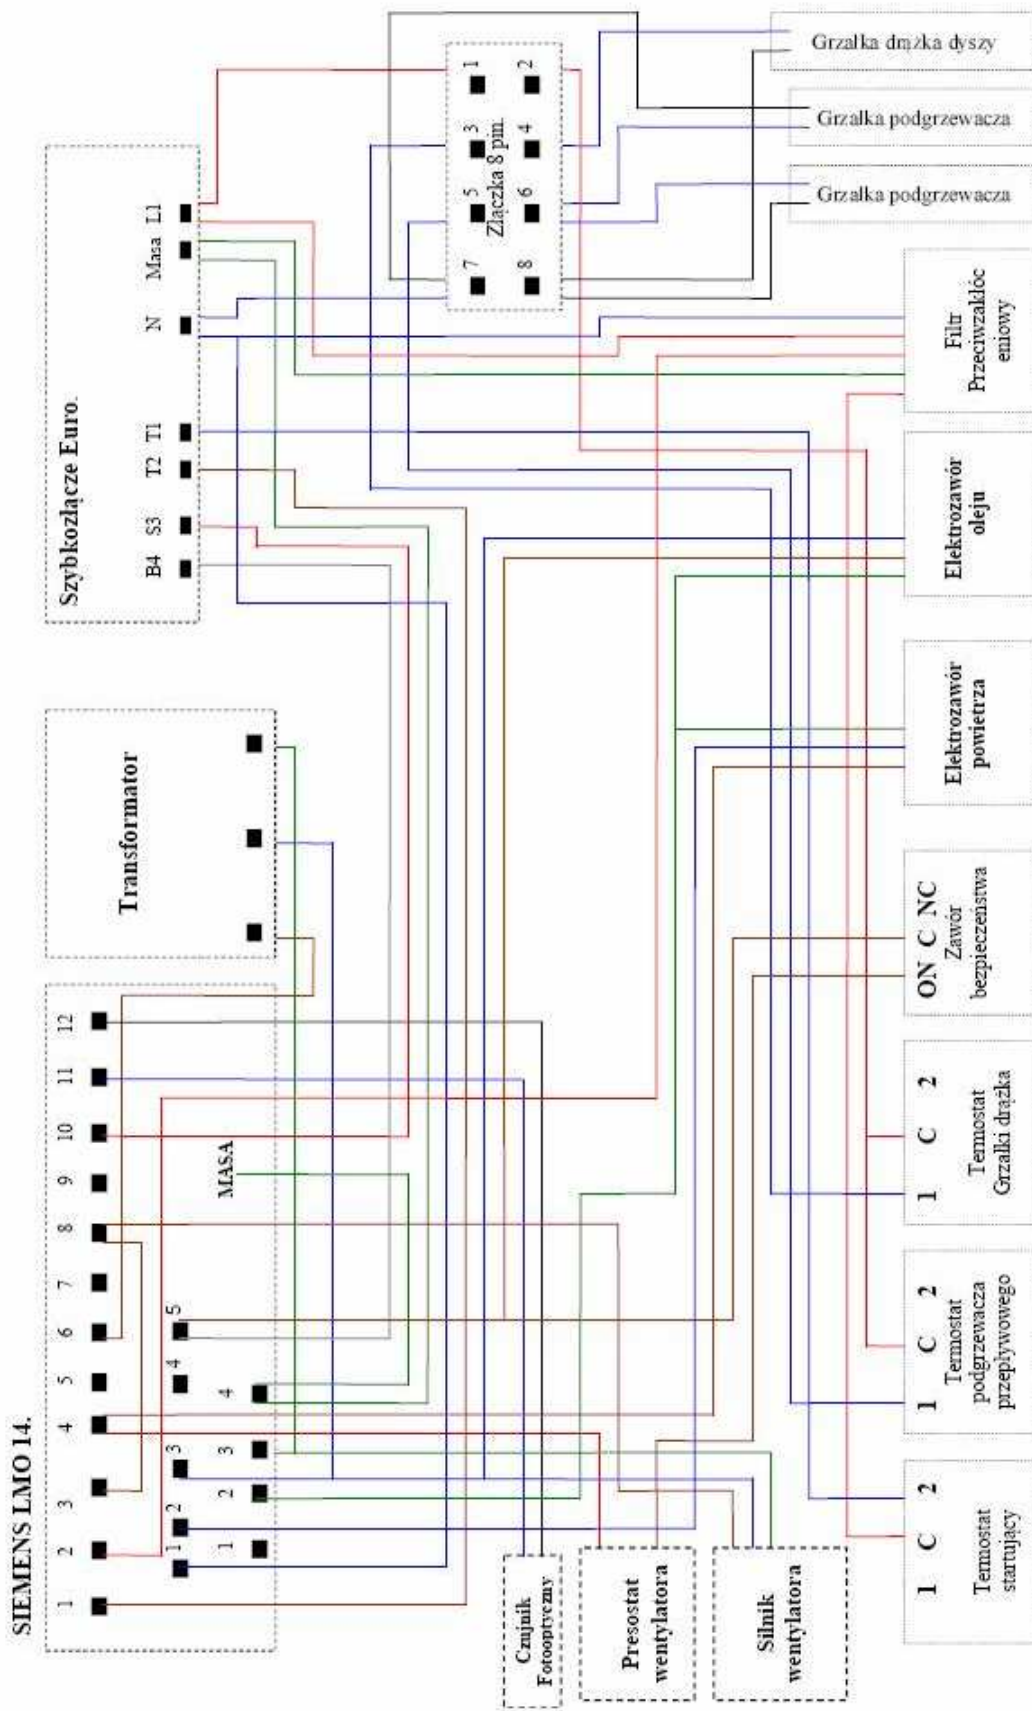 SIEMENS LMO 14.
1
2
3
4
5
6
7
8
9
10
11
12
1
2
3
4
5
1
2
3
4
MASA
Transformator
Szybkozłącze Euro.
B4
S3
T2
T1
N
Masa
L1
Złączka 8 pin.
7
5
3
1
8
6
4
2
Czujnik
Fotooptyczny
Presostat
wentylatora
Silnik
wentylatora
1 C 2
Termostat
startujący
1 C 2
Termostat
podgrzewacza
przepływowego
1 C 2
Termostat
Grzałki drążka
ON C NC
Zawór
bezpieczeństwa
Elektrozawór
powietrza
Elektrozawór
oleju
Filtr
Przeciwzakłóc
eniowy
Grzałka podgrzewacza
Grzałka podgrzewacza
Grzałka drążka dyszy